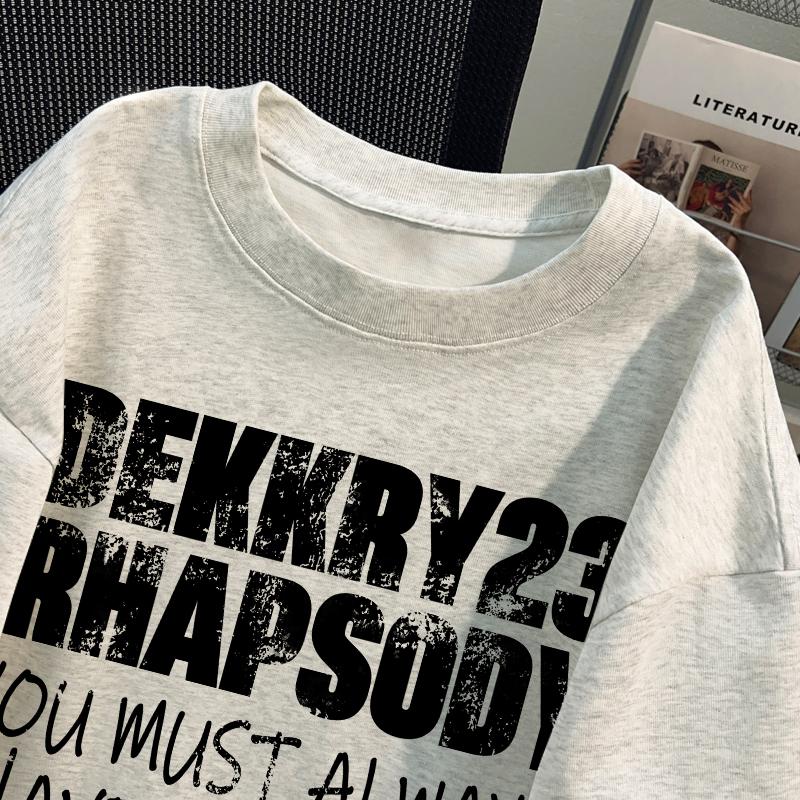 LITERATURE
MATISSE
DEKKRY23
RHAPSODY
YOU MUST ALWAYS